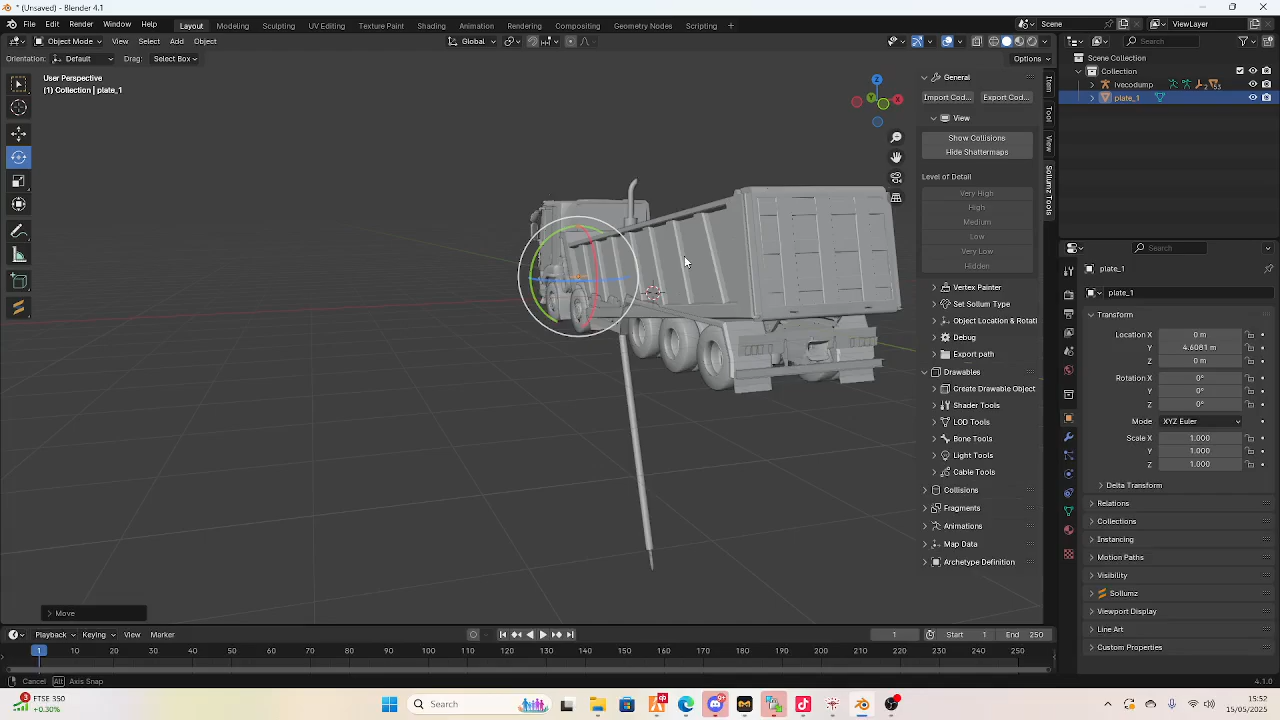 * (Unsaved) - Blender 4.1
File Edit Render Window Help Layout Modeling Sculpting UV Editing Texture Paint Shading Animation Rendering Compositing Geometry Nodes Scripting + Scene ViewLayer
Object Mode View Select Add Object Global Search
Orientation: Default Drag: Select Box Options
User Perspective
(1) Collection | plate_1
Scene Collection
Collection
Ivecodump
plate_1
Z
X
Y
General
Import Cod... Export Cod...
View
Show Collisions
Hide Shattermaps
Level of Detail
Very High
High
Medium
Low
Very Low
Hidden
Vertex Painter
Set Sollum Type
Object Location & Rotati
Debug
Export path
Drawables
Create Drawable Object
Shader Tools
LOD Tools
Bone Tools
Light Tools
Cable Tools
Collisions
Fragments
Animations
Map Data
Archetype Definition
Item
Tool
View
Sollumz Tools
Search
plate_1
plate_1
Transform
Location X 0 m
Y 4.6081 m
Z 0 m
Rotation X 0°
Y 0°
Z 0°
Mode XYZ Euler
Scale X 1.000
Y 1.000
Z 1.000
Delta Transform
Relations
Collections
Instancing
Motion Paths
Visibility
Sollumz
Viewport Display
Line Art
Custom Properties
Move
Playback Keying View Marker 1 Start 1 End 250
1 10 20 30 40 50 60 70 80 90 100 110 120 130 140 150 160 170 180 190 200 210 220 230 240 250
Cancel Alt Axis Snap 4.1.0
3 FTSE 350
+0.30%
Search
15:52
15/05/2025